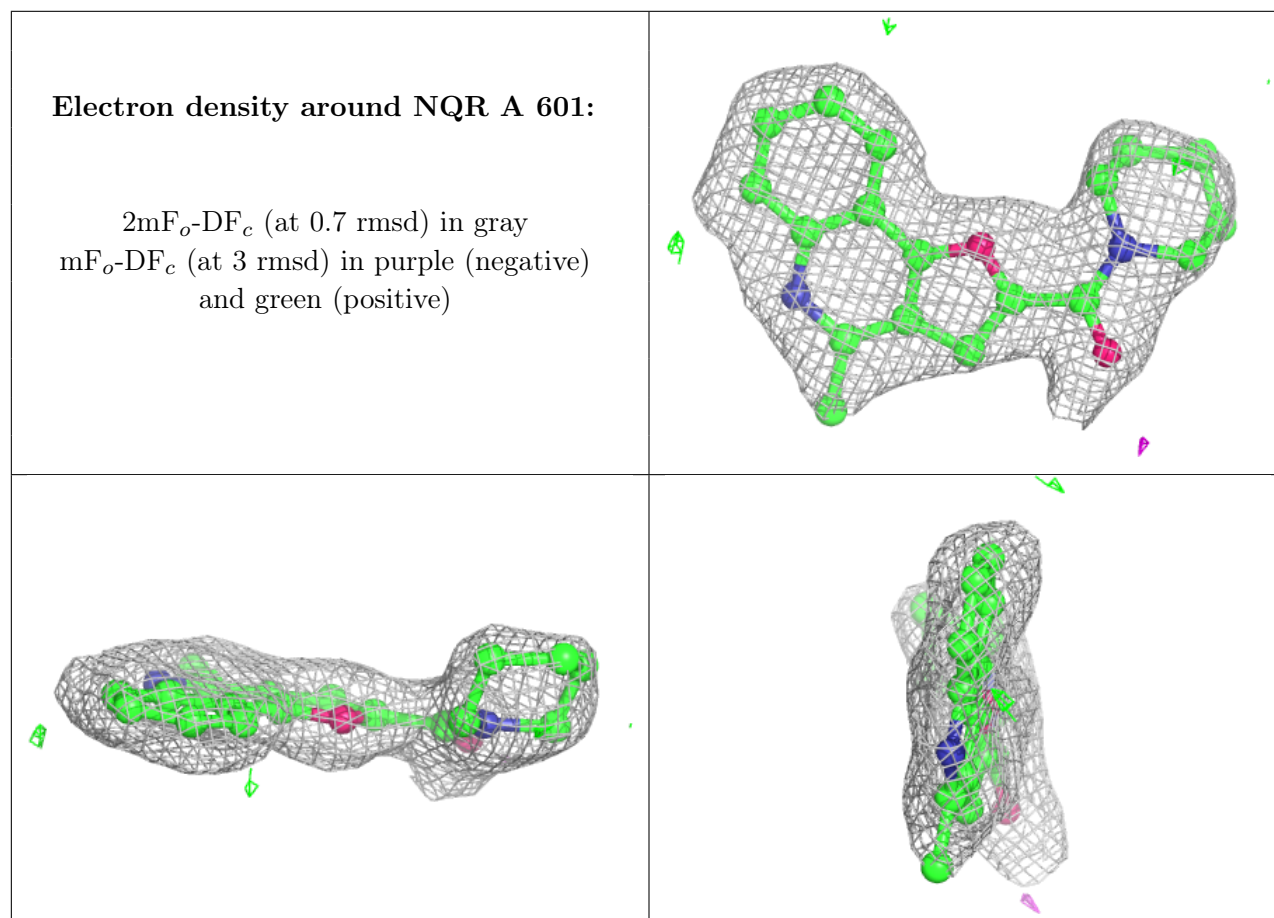 Electron density around NQR A 601:
2mFo-DFc (at 0.7 rmsd) in gray
mFo-DFc (at 3 rmsd) in purple (negative)
and green (positive)